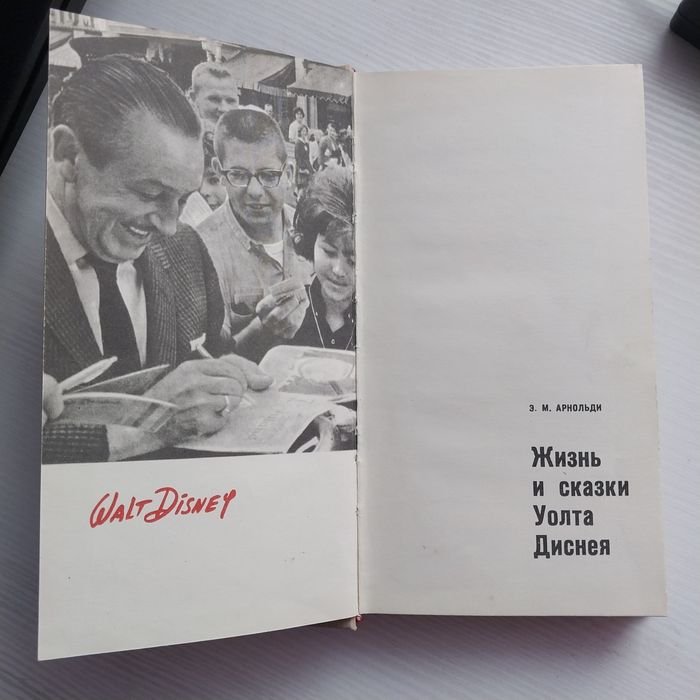 WALT DISNEY
Э. М. АРНОЛЬДИ
Жизнь
и сказки
Уолта
Диснея